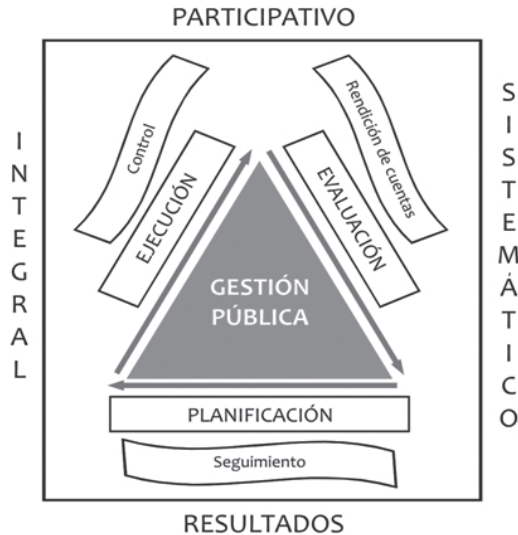 PARTICIPATIVO
INTEGRAL
Control
EJECUCIÓN
Rendición de cuentas
EVALUACIÓN
SISTEMÁTICO
GESTIÓN
PÚBLICA
PLANIFICACIÓN
Seguimiento
RESULTADOS